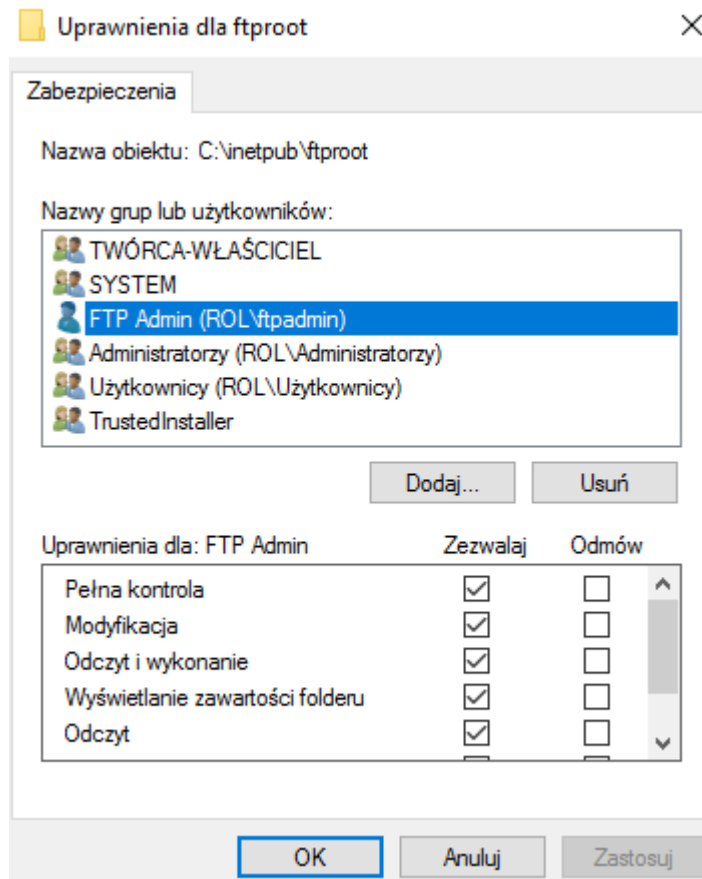 Uprawnienia dla ftproot
Zabezpieczenia
Nazwa obiektu: C:\inetpub\ftproot
Nazwy grup lub użytkowników:
TWÓRCA-WŁAŚCICIEL
SYSTEM
FTP Admin (ROL\ftpadmin)
Administratorzy (ROL\Administratorzy)
Użytkownicy (ROL\Użytkownicy)
TrustedInstaller
Dodaj... Usuń
Uprawnienia dla: FTP Admin Zezwalaj Odmów
Pełna kontrola
Modyfikacja
Odczyt i wykonanie
Wyświetlanie zawartości folderu
Odczyt
OK Anuluj Zastosuj